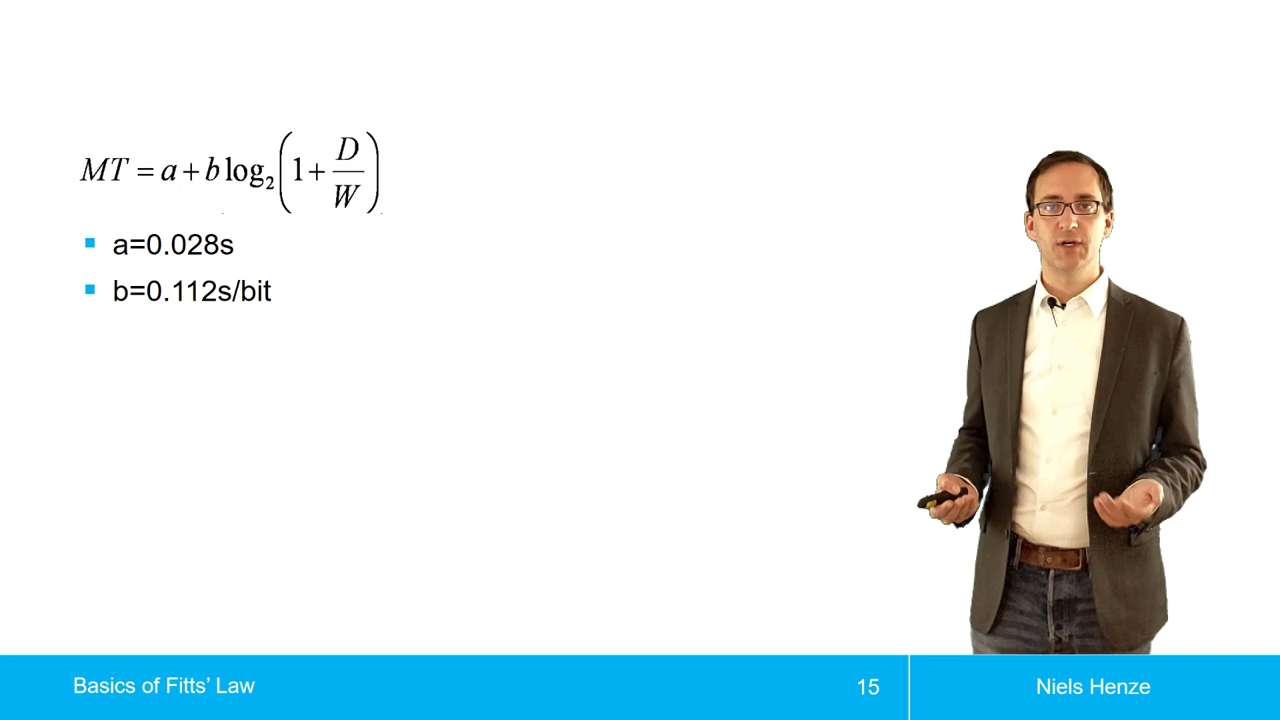 MT = a + b log₂ (1 + D/W)
a=0.028s
b=0.112s/bit
Basics of Fitts’ Law
15
Niels Henze